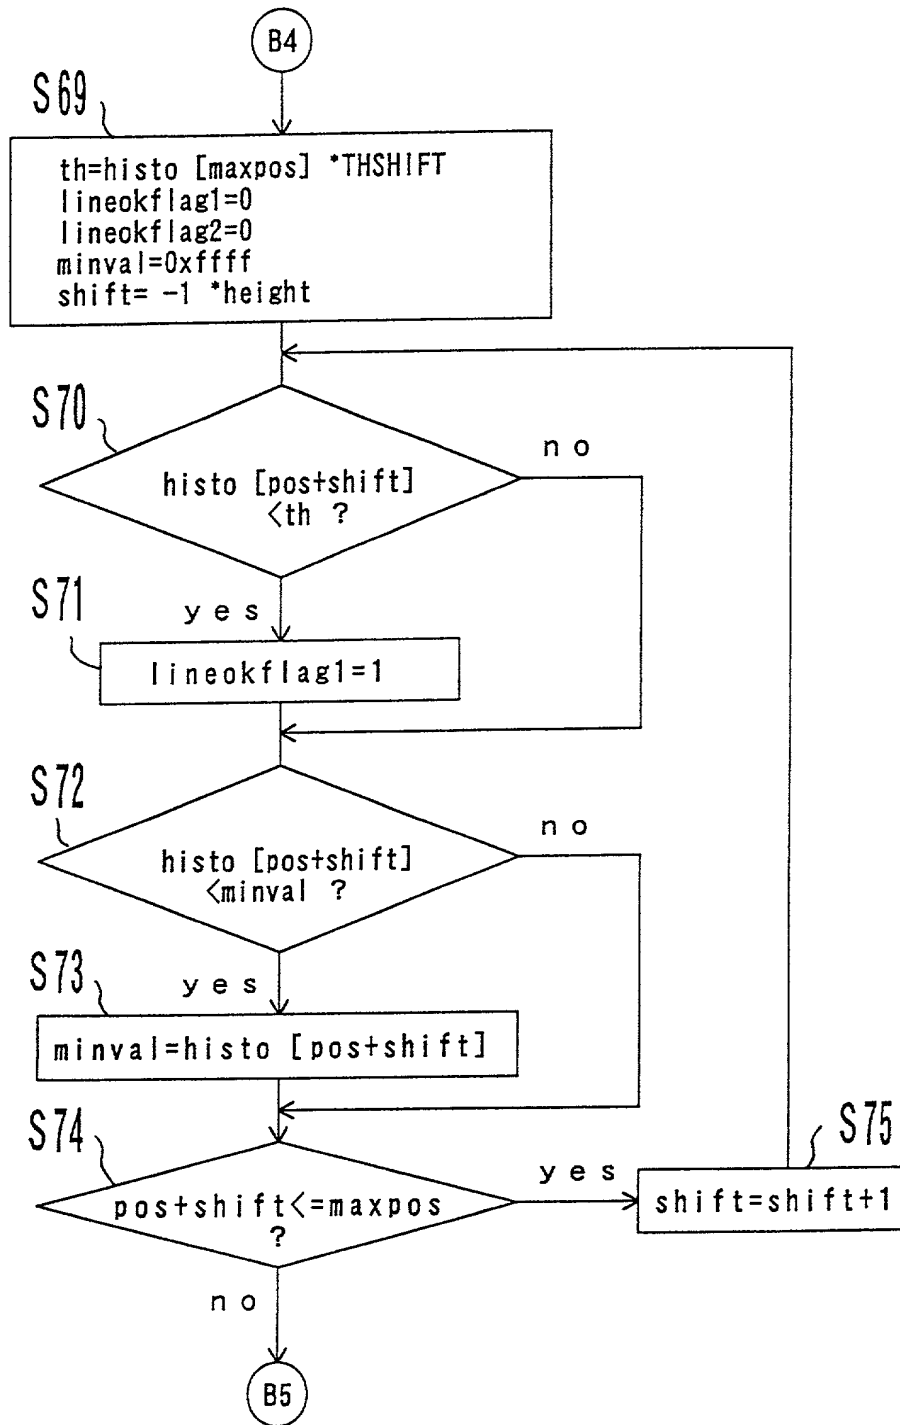 B4
S69
th=histo [maxpos] *THSHIFT
lineokflag1=0
lineokflag2=0
minval=0xffff
shift= -1 *height
S70
histo [pos+shift]
<th ?
no
yes
S71
lineokflag1=1
S72
histo [pos+shift]
<minval ?
no
yes
S73
minval=histo [pos+shift]
S74
pos+shift<=maxpos
?
yes
S75
shift=shift+1
no
B5